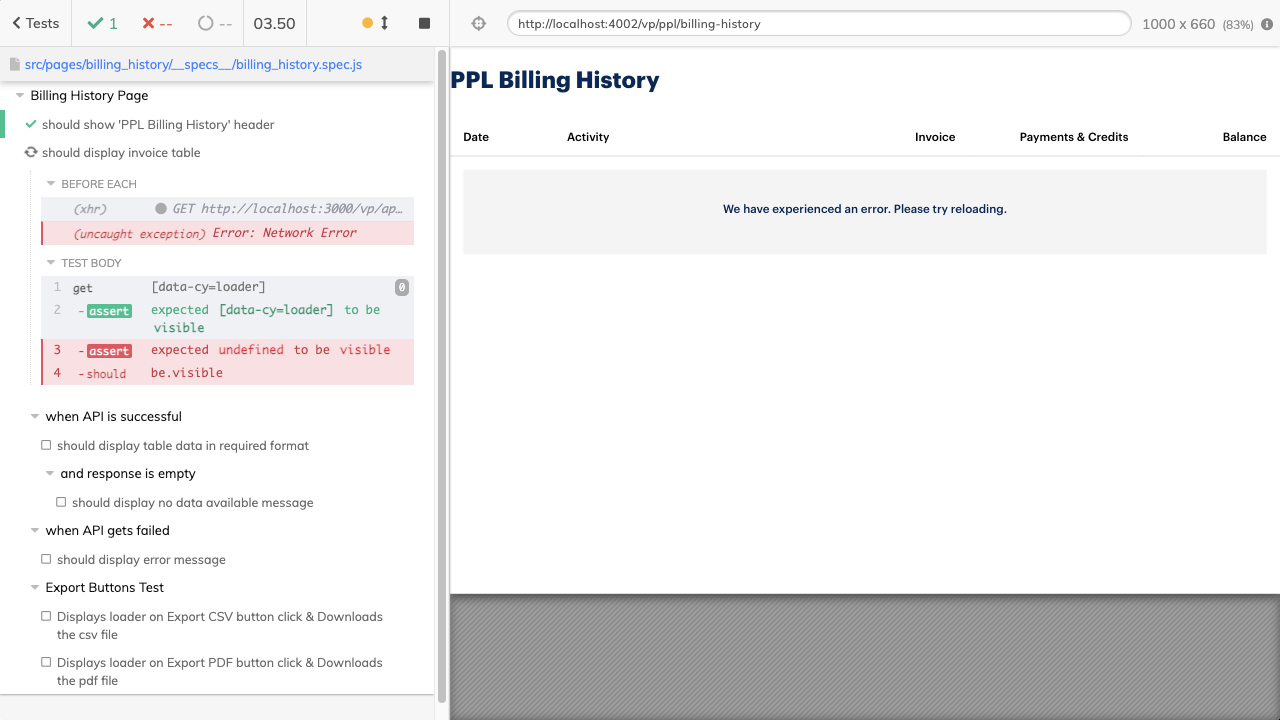 Tests
1
--
--
03.50
http://localhost:4002/vp/ppl/billing-history
1000 x 660 (83%)
src/pages/billing_history/__specs__/billing_history.spec.js
Billing History Page
should show 'PPL Billing History' header
should display invoice table
BEFORE EACH
(xhr) GET http://localhost:3000/vp/ap…
(uncaught exception) Error: Network Error
TEST BODY
1 get [data-cy=loader] 0
2 -assert expected [data-cy=loader] to be
visible
3 -assert expected undefined to be visible
4 -should be.visible
when API is successful
should display table data in required format
and response is empty
should display no data available message
when API gets failed
should display error message
Export Buttons Test
Displays loader on Export CSV button click & Downloads
the csv file
Displays loader on Export PDF button click & Downloads
the pdf file
PPL Billing History
Date Activity Invoice Payments & Credits Balance
We have experienced an error. Please try reloading.